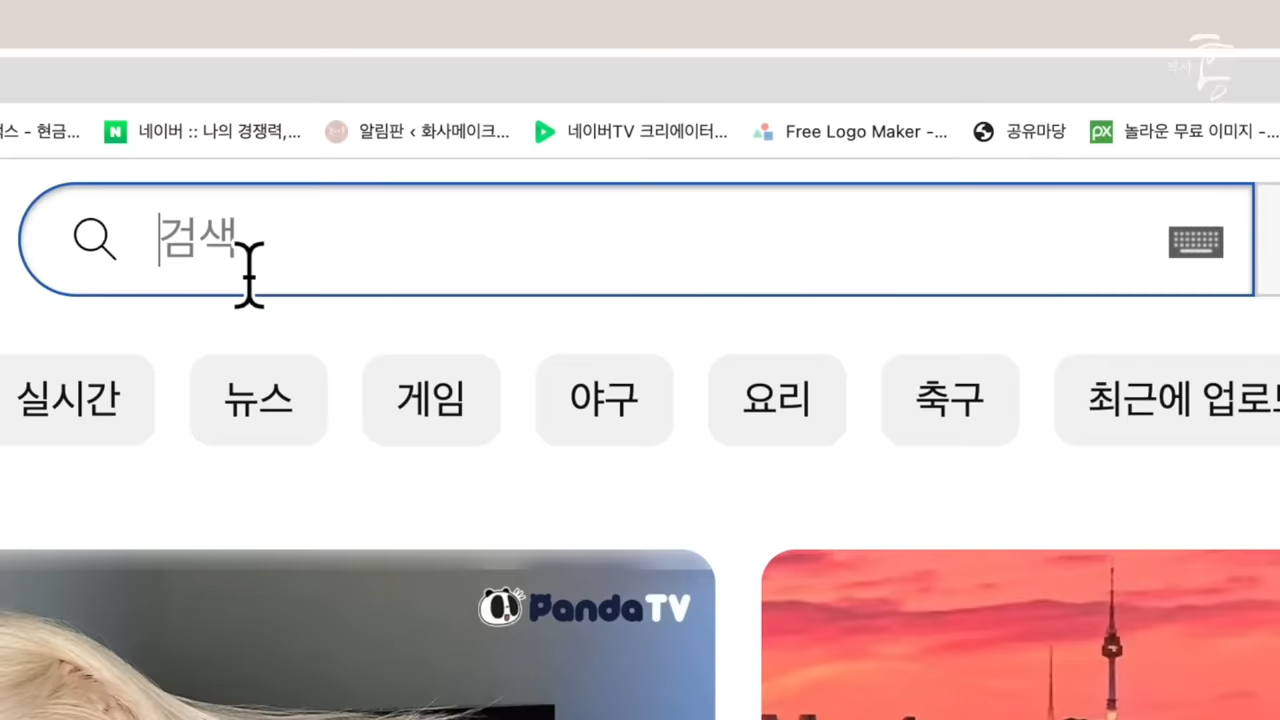 스 - 현금...
네이버 :: 나의 경쟁력,...
알림판 ‹ 화사메이크...
네이버TV 크리에이터...
Free Logo Maker -...
공유마당
px
놀라운 무료 이미지 -...
검색
실시간
뉴스
게임
야구
요리
축구
최근에 업로
PandaTV